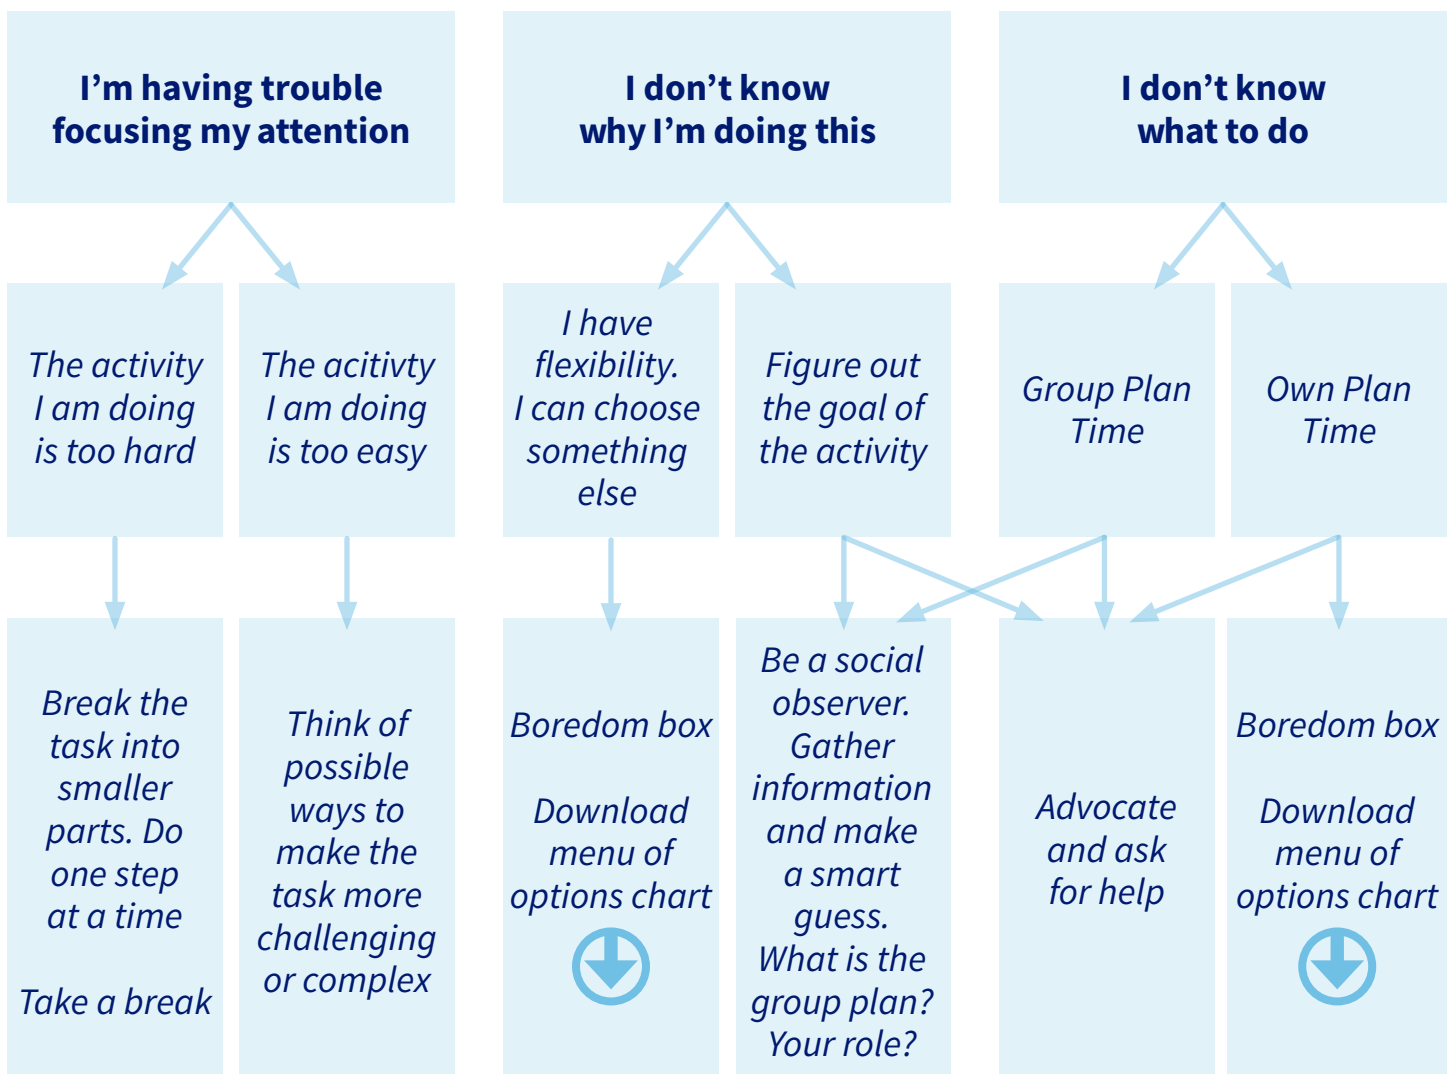 I’m having trouble
focusing my attention
I don’t know
why I’m doing this
I don’t know
what to do
The activity
I am doing
is too hard
The acitivty
I am doing
is too easy
I have
flexibility.
I can choose
something
else
Figure out
the goal of
the activity
Group Plan
Time
Own Plan
Time
Break the
task into
smaller
parts. Do
one step
at a time
Take a break
Think of
possible
ways to
make the
task more
challenging
or complex
Boredom box
Download
menu of
options chart
Be a social
observer.
Gather
information
and make
a smart
guess.
What is the
group plan?
Your role?
Advocate
and ask
for help
Boredom box
Download
menu of
options chart